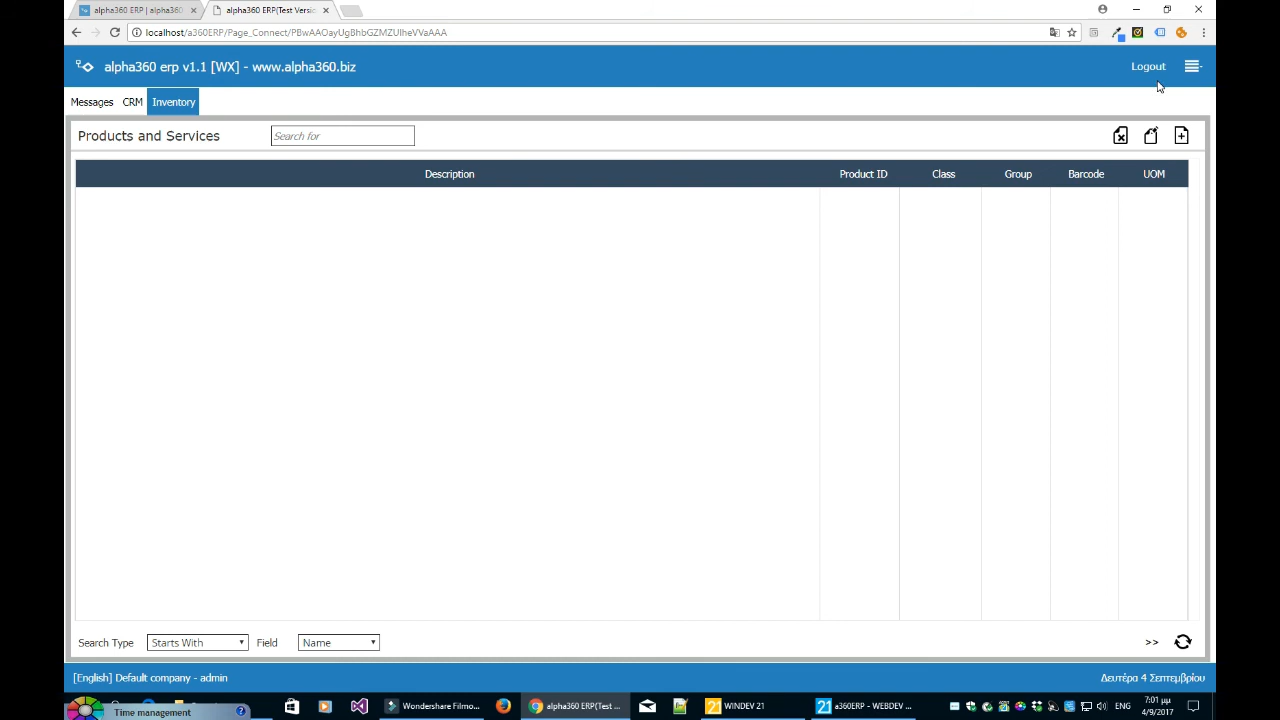 alpha360 ERP | alpha360
alpha360 ERP(Test Versio
localhost/a360ERP/Page_Connect/PBwAAOayUgBhbGZMZUlheVVaAAA
alpha360 erp v1.1 [WX] - www.alpha360.biz
Logout
Messages CRM Inventory
Products and Services
Search for
Description Product ID Class Group Barcode UOM
Search Type Starts With Field Name >>
[English] Default company - admin
Δευτέρα 4 Σεπτεμβρίου
Time management
Wondershare Filmo...
alpha360 ERP(Test ...
21 WINDEV 21
21 a360ERP - WEBDEV ...
ENG
7:01 μμ
4/9/2017